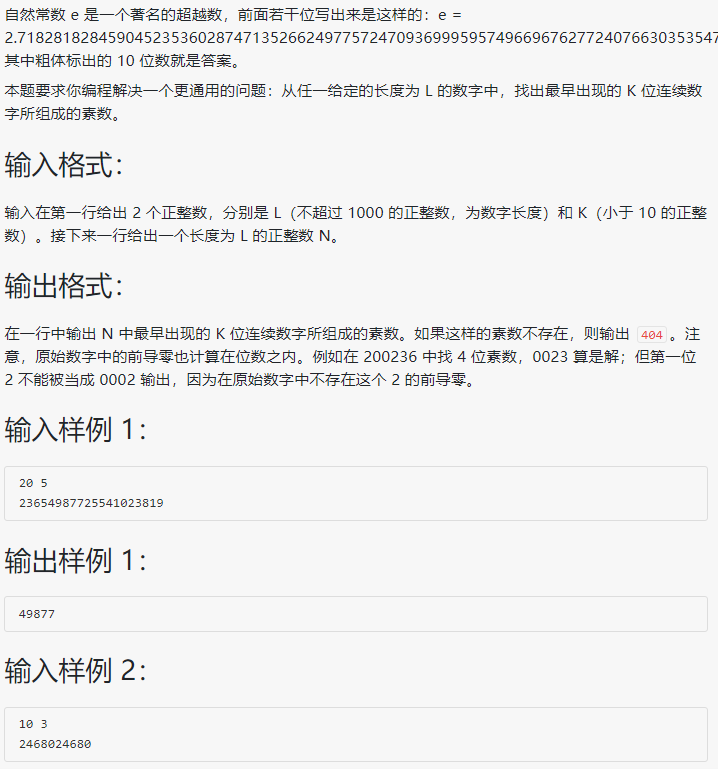 自然常数 e 是一个著名的超越数，前面若干位写出来是这样的：e =
2.718281828459045235360287471352662497757247093699959574966967627724076630353547
其中粗体标出的 10 位数就是答案。
本题要求你编程解决一个更通用的问题：从任一给定的长度为 L 的数字中，找出最早出现的 K 位连续数
字所组成的素数。
输入格式：
输入在第一行给出 2 个正整数，分别是 L（不超过 1000 的正整数，为数字长度）和 K（小于 10 的正整
数）。接下来一行给出一个长度为 L 的正整数 N。
输出格式：
在一行中输出 N 中最早出现的 K 位连续数字所组成的素数。如果这样的素数不存在，则输出 404 。注
意，原始数字中的前导零也计算在位数之内。例如在 200236 中找 4 位素数，0023 算是解；但第一位
2 不能被当成 0002 输出，因为在原始数字中不存在这个 2 的前导零。
输入样例 1：
20 5
23654987725541023819
输出样例 1：
49877
输入样例 2：
10 3
2468024680